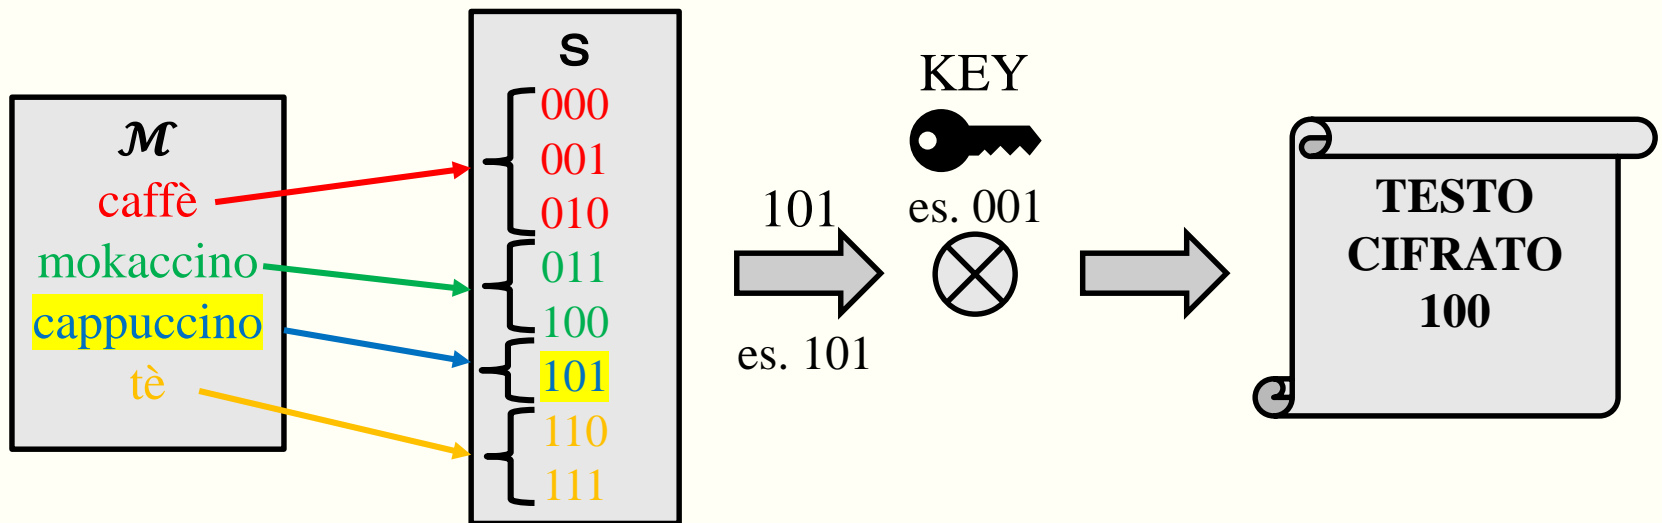 ℳ
caffè
mokaccino
cappuccino
tè
S
000
001
010
011
100
101
110
111
101
es. 101
KEY
es. 001
TESTO
CIFRATO
100